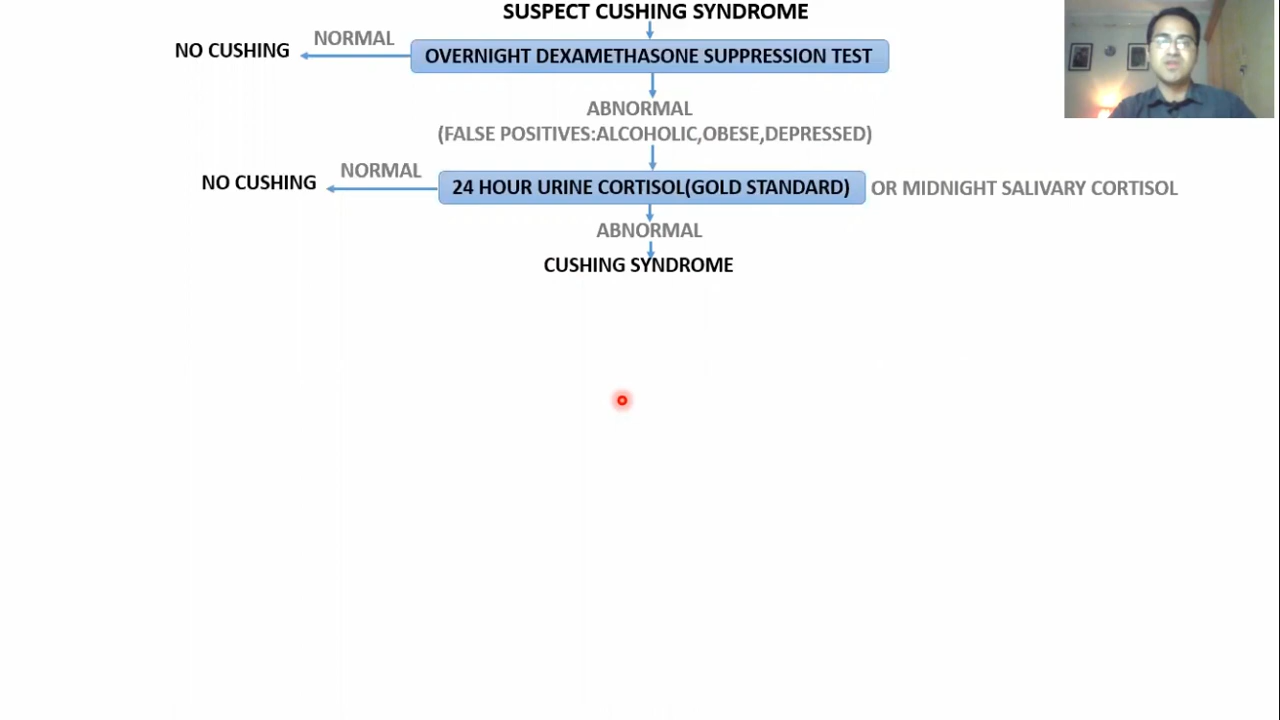 SUSPECT CUSHING SYNDROME
NO CUSHING
NORMAL
OVERNIGHT DEXAMETHASONE SUPPRESSION TEST
ABNORMAL
(FALSE POSITIVES:ALCOHOLIC,OBESE,DEPRESSED)
NO CUSHING
NORMAL
24 HOUR URINE CORTISOL(GOLD STANDARD)
OR MIDNIGHT SALIVARY CORTISOL
ABNORMAL
CUSHING SYNDROME